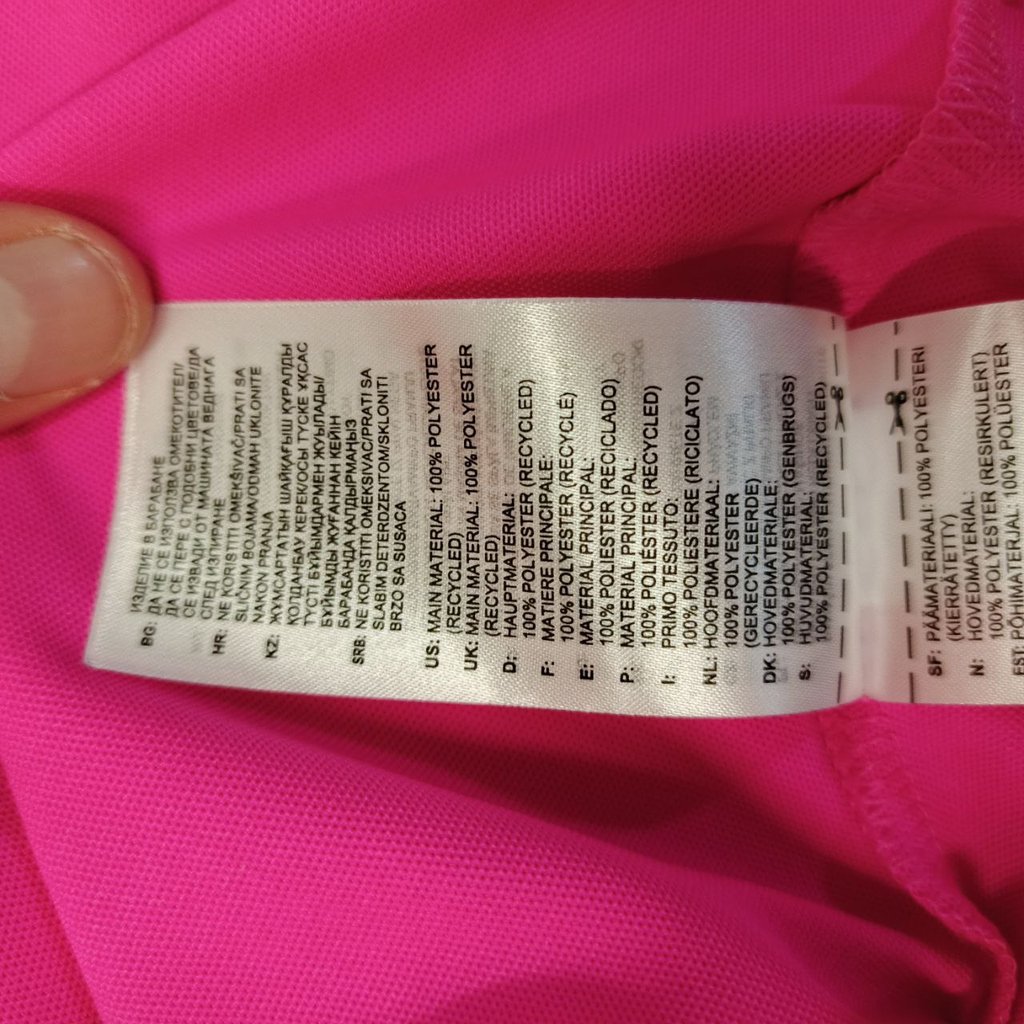 ИЗДЕЛИЕ В БАРАБАНЕ
BG: ДА НЕ СЕ ИЗПОЛЗВА ОМЕКОТИТЕЛ/
ДА СЕ ПЕРЕ С ПОДОБНИ ЦВЕТОВЕ/ДА
СЕ ИЗВАДИ ОТ МАШИНАТА ВЕДНАГА
СЛЕД ИЗПИРАНЕ
HR: NE KORISTITI OMEKŠIVAČ/PRATI SA
SLIČNIM BOJAMA/ODMAH UKLONITE
NAKON PRANJA
KZ: ЖҰМСАРТАТЫН ШАЙҚАҒЫШ ҚҰРАЛДЫ
ҚОЛДАНБАУ КЕРЕК/ОСЫ ТҮСКЕ ҰҚСАС
ТҮСТІ БҰЙЫМДАРМЕН ЖУЫЛАДЫ/
БҰЙЫМДЫ ЖУҒАННАН КЕЙІН
БАРАБАНДА ҚАЛДЫРМАҢЫЗ
SRB: NE KORISTITI OMEKSIVAC/PRATI SA
SLABIM DETERDZENTOM/SKLONITI
BRZO SA SUSACA
US: MAIN MATERIAL: 100% POLYESTER
(RECYCLED)
UK: MAIN MATERIAL: 100% POLYESTER
(RECYCLED)
D: HAUPTMATERIAL:
100% POLYESTER (RECYCLED)
F: MATIERE PRINCIPALE:
100% POLYESTER (RECYCLÉ)
E: MATERIAL PRINCIPAL:
100% POLIESTER (RECICLADO)
P: MATERIAL PRINCIPAL:
100% POLIÉSTER (RECYCLED)
I: PRIMO TESSUTO:
100% POLIESTERE (RICICLATO)
NL: HOOFDMATERIAAL:
100% POLYESTER
(GERECYCLEERDE)
DK: HOVEDMATERIALE:
100% POLYESTER (GENBRUGS)
S: HUVUDMATERIAL:
100% POLYESTER (RECYCLED)
SF: PÄÄMATERIAALI: 100% POLYESTERI
(KIERRÄTETTY)
N: HOVEDMATERIAL:
100% POLYESTER (RESIRKULERT)
EST: PÕHIMATERJAL: 100% POLÜESTER